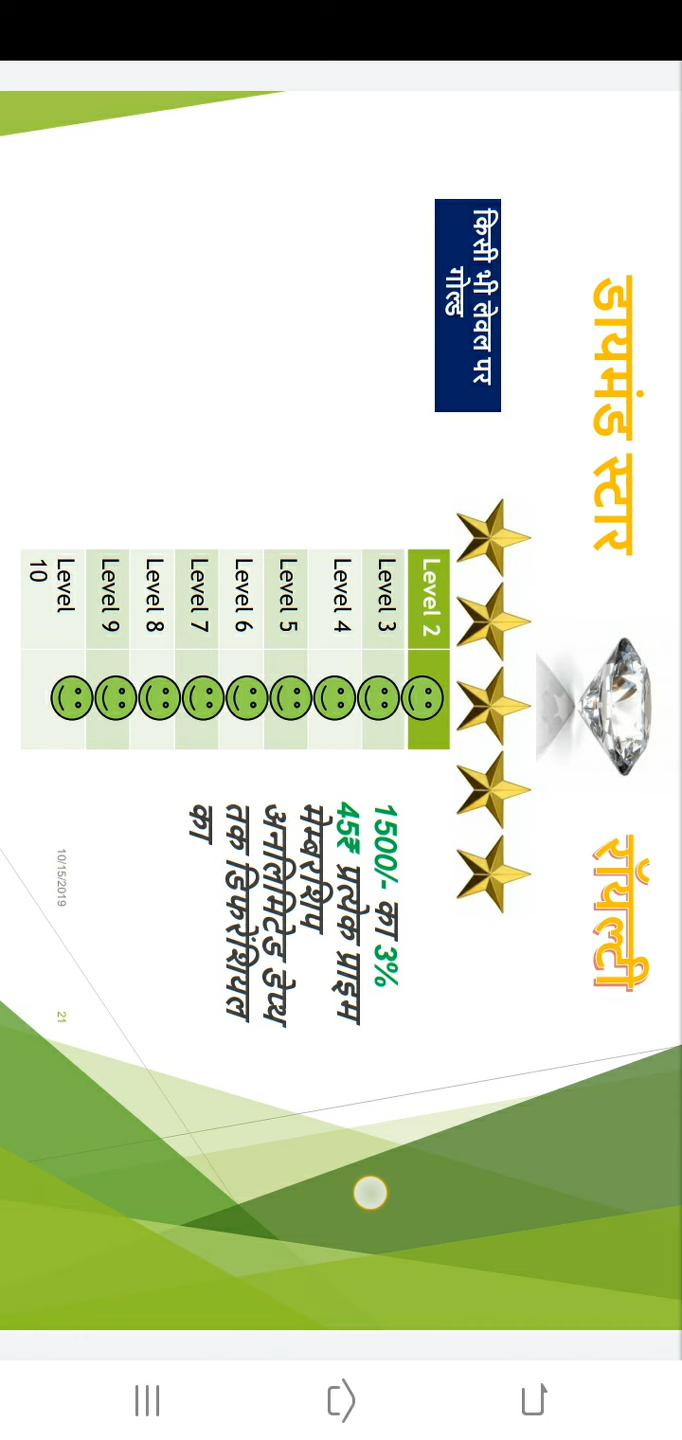 डायमंड स्टार रॉयल्टी
किसी भी लेवल पर
गोल्ड
Level 2
Level 3
Level 4
Level 5
Level 6
Level 7
Level 8
Level 9
Level
10
1500/- का 3%
45₹ प्रत्येक प्राइम
मेम्बरशिप
अनलिमिटेड डेप्थ
तक डिफरेंशियल
का
10/15/2019
21